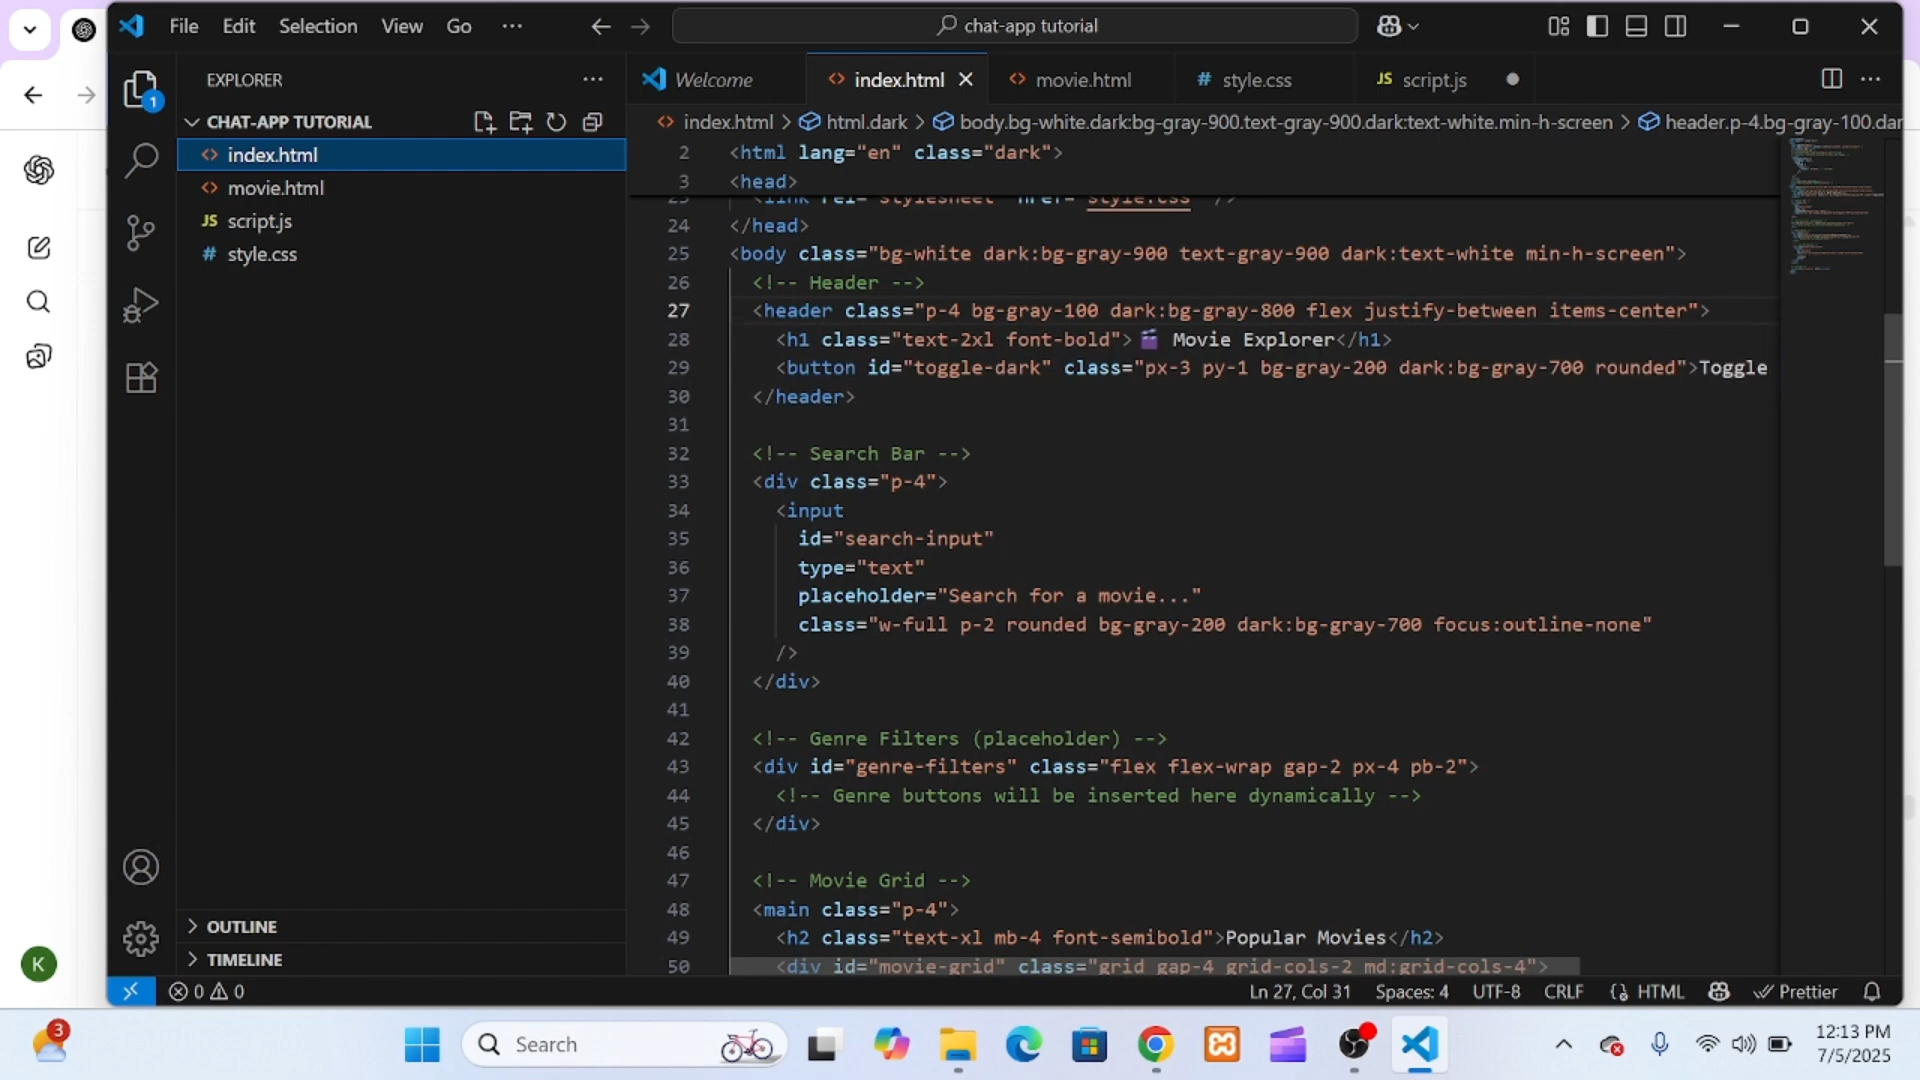 File Edit Selection View Go ···
chat-app tutorial
EXPLORER
1
CHAT-APP TUTORIAL
index.html
movie.html
JS script.js
# style.css
OUTLINE
TIMELINE
Welcome
index.html
movie.html
# style.css
JS script.js
index.html > html.dark > body.bg-white.dark:bg-gray-900.text-gray-900.dark:text-white.min-h-screen > header.p-4.bg-gray-100.dar
2 <html lang="en" class="dark">
3 <head>
23 <link rel="stylesheet" href="style.css" />
24 </head>
25 <body class="bg-white dark:bg-gray-900 text-gray-900 dark:text-white min-h-screen">
26 <!-- Header -->
27 <header class="p-4 bg-gray-100 dark:bg-gray-800 flex justify-between items-center">
28 <h1 class="text-2xl font-bold">🎬 Movie Explorer</h1>
29 <button id="toggle-dark" class="px-3 py-1 bg-gray-200 dark:bg-gray-700 rounded">Toggle
30 </header>
31
32 <!-- Search Bar -->
33 <div class="p-4">
34 <input
35 id="search-input"
36 type="text"
37 placeholder="Search for a movie..."
38 class="w-full p-2 rounded bg-gray-200 dark:bg-gray-700 focus:outline-none"
39 />
40 </div>
41
42 <!-- Genre Filters (placeholder) -->
43 <div id="genre-filters" class="flex flex-wrap gap-2 px-4 pb-2">
44 <!-- Genre buttons will be inserted here dynamically -->
45 </div>
46
47 <!-- Movie Grid -->
48 <main class="p-4">
49 <h2 class="text-xl mb-4 font-semibold">Popular Movies</h2>
50 <div id="movie-grid" class="grid gap-4 grid-cols-2 md:grid-cols-4">
0 0
Ln 27, Col 31 Spaces: 4 UTF-8 CRLF {} HTML Prettier
K
3
Search
12:13 PM
7/5/2025